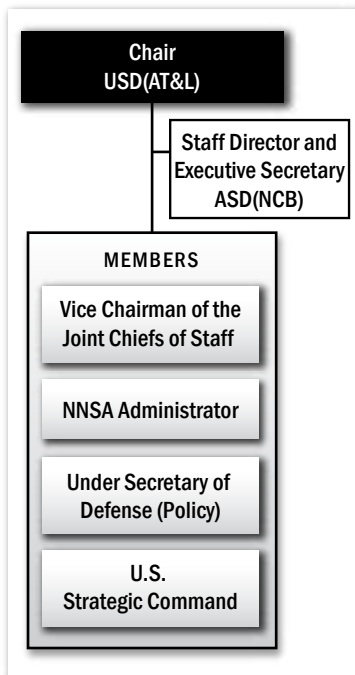 Chair
USD(AT&L)
Staff Director and
Executive Secretary
ASD(NCB)
MEMBERS
Vice Chairman of the
Joint Chiefs of Staff
NNSA Administrator
Under Secretary of
Defense (Policy)
U.S.
Strategic Command